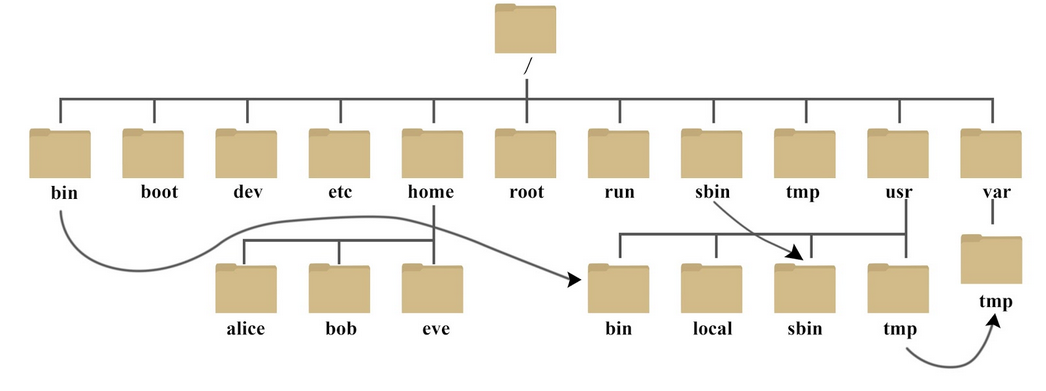 /
bin boot dev etc home root run sbin tmp usr var
tmp
alice bob eve bin local sbin tmp